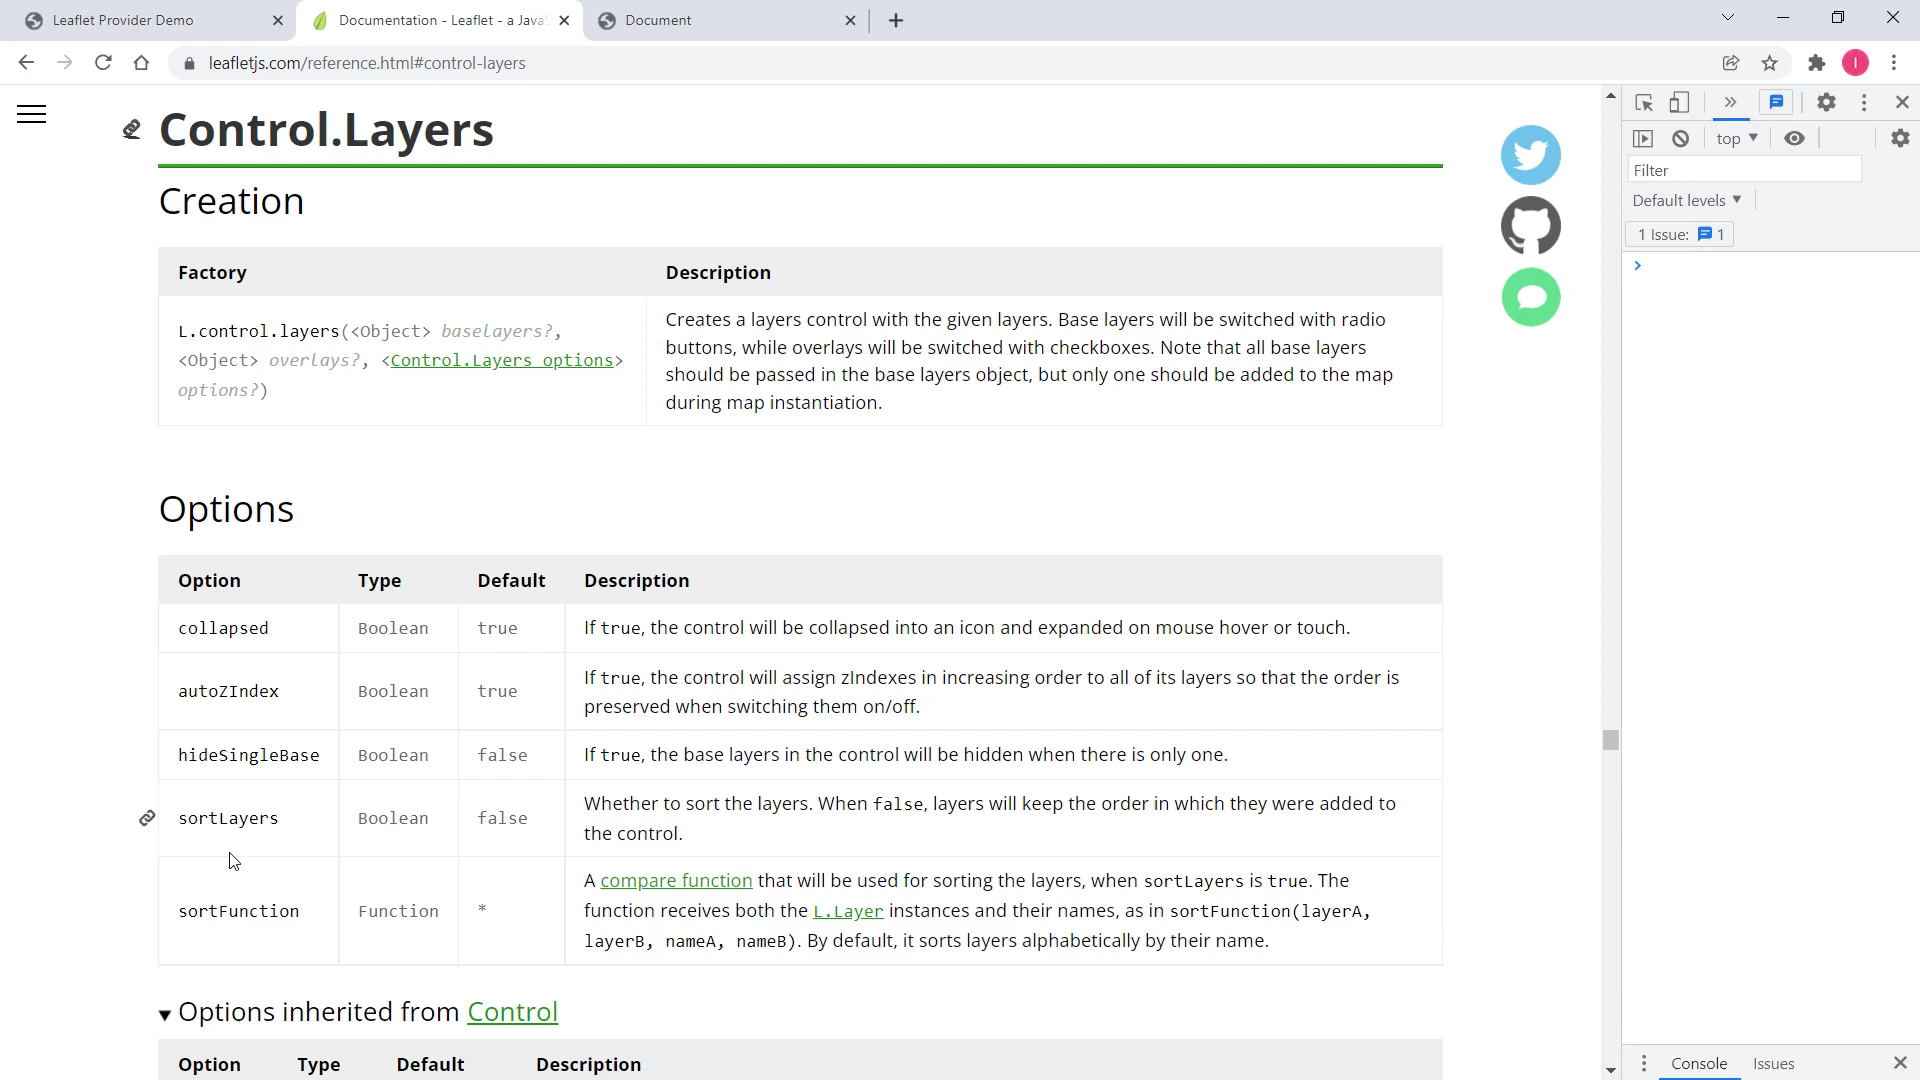 Leaflet Provider Demo
Documentation - Leaflet - a JavaS
Document
leafletjs.com/reference.html#control-layers
I
Control.Layers
Creation
Factory Description
L.control.layers(<Object> baselayers?,
<Object> overlays?, <Control.Layers options>
options?)
Creates a layers control with the given layers. Base layers will be switched with radio
buttons, while overlays will be switched with checkboxes. Note that all base layers
should be passed in the base layers object, but only one should be added to the map
during map instantiation.
Options
Option Type Default Description
collapsed Boolean true If true, the control will be collapsed into an icon and expanded on mouse hover or touch.
autoZIndex Boolean true If true, the control will assign zIndexes in increasing order to all of its layers so that the order is
preserved when switching them on/off.
hideSingleBase Boolean false If true, the base layers in the control will be hidden when there is only one.
sortLayers Boolean false Whether to sort the layers. When false, layers will keep the order in which they were added to
the control.
sortFunction Function * A compare function that will be used for sorting the layers, when sortLayers is true. The
function receives both the L.Layer instances and their names, as in sortFunction(layerA,
layerB, nameA, nameB). By default, it sorts layers alphabetically by their name.
Options inherited from Control
Option Type Default Description
top
Filter
Default levels
1 Issue: 1
Console Issues